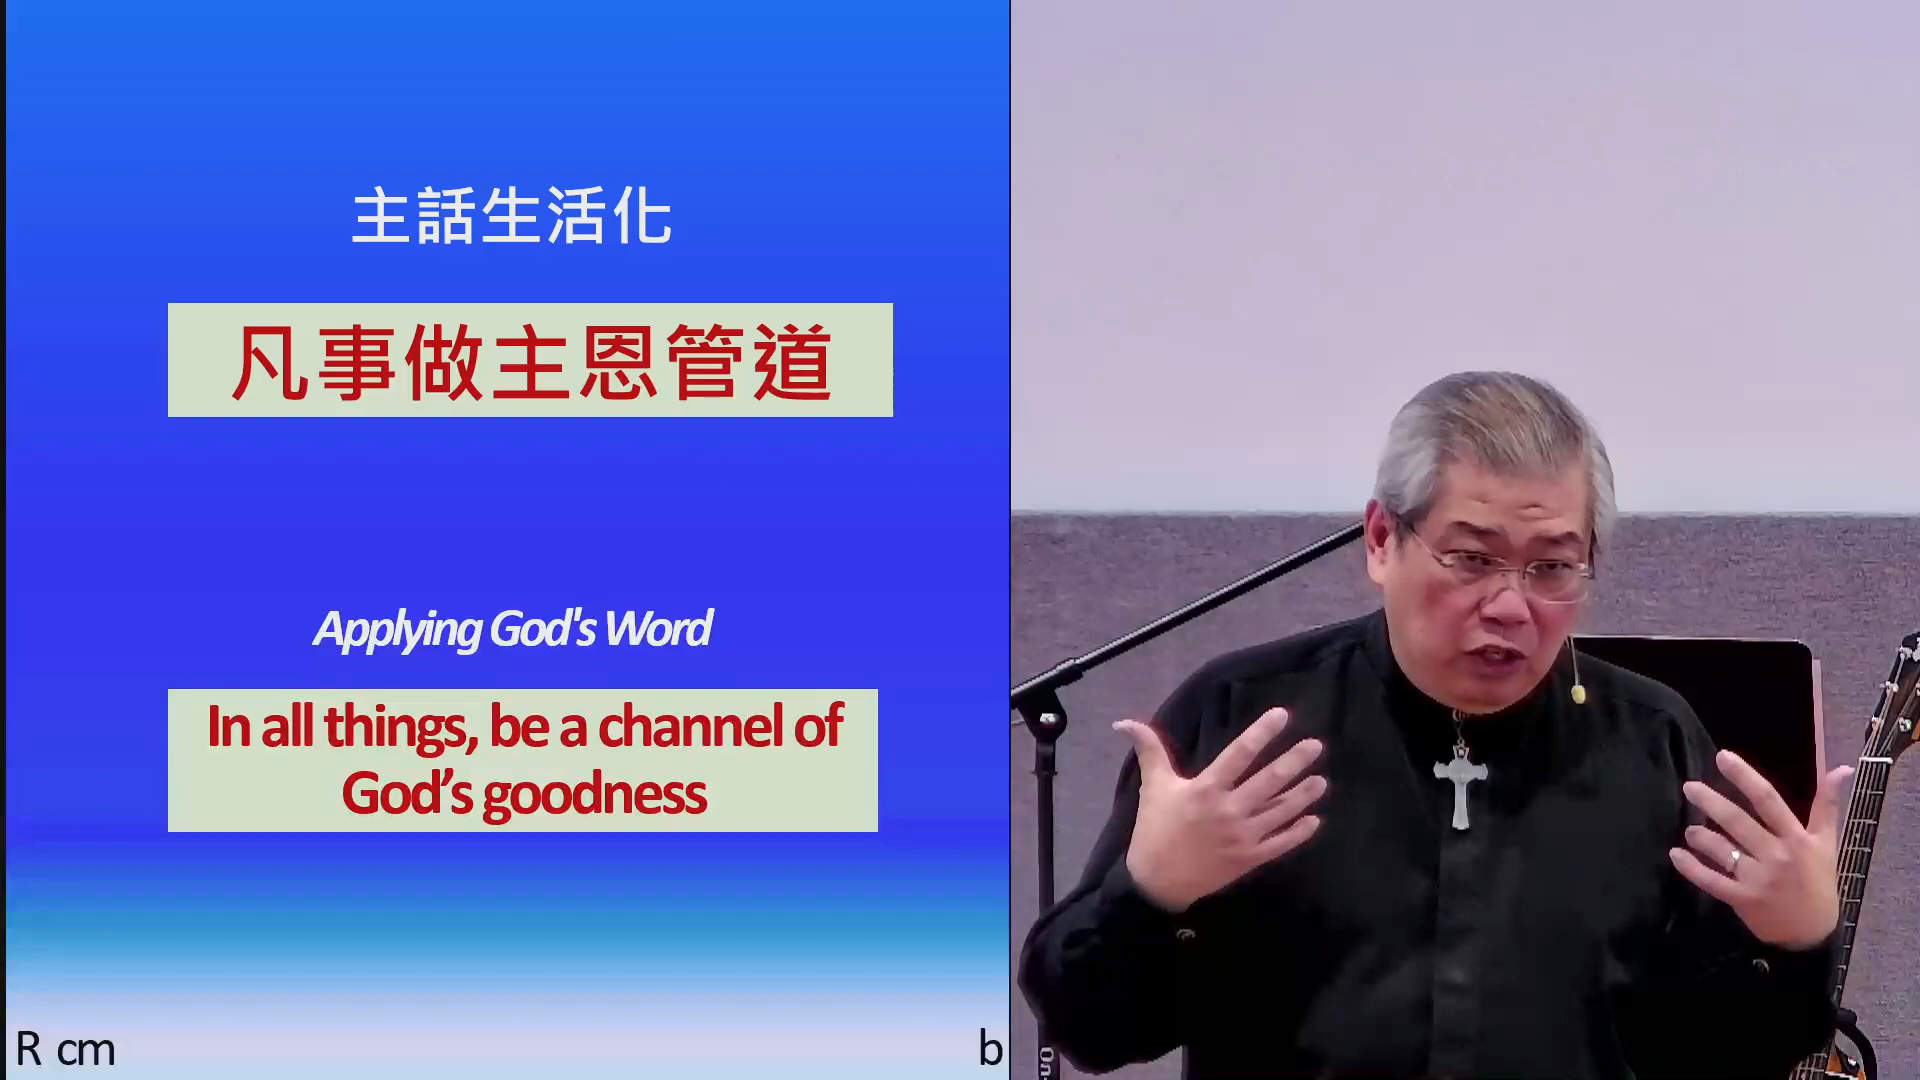 主話生活化
凡事做主恩管道
Applying God's Word
In all things, be a channel of
God’s goodness
R cm
b